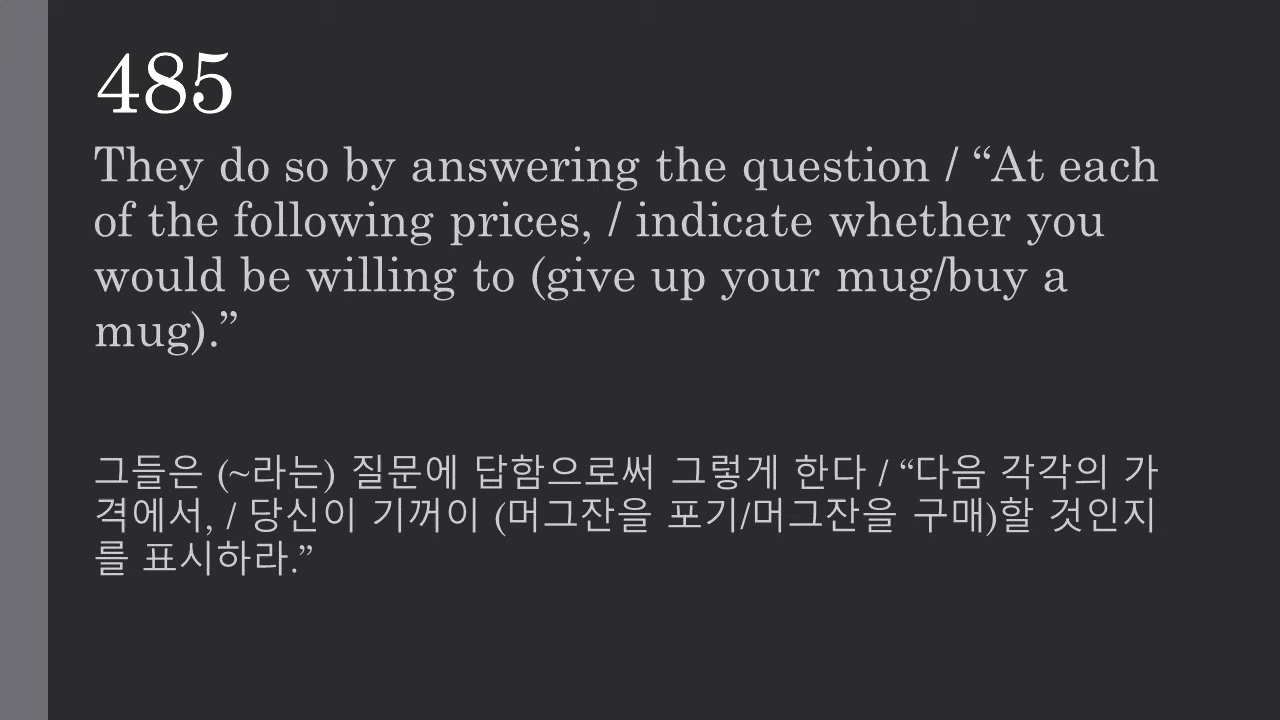 485
They do so by answering the question / “At each
of the following prices, / indicate whether you
would be willing to (give up your mug/buy a
mug).”
그들은 (~라는) 질문에 답함으로써 그렇게 한다 / “다음 각각의 가
격에서, / 당신이 기꺼이 (머그잔을 포기/머그잔을 구매)할 것인지
를 표시하라.”